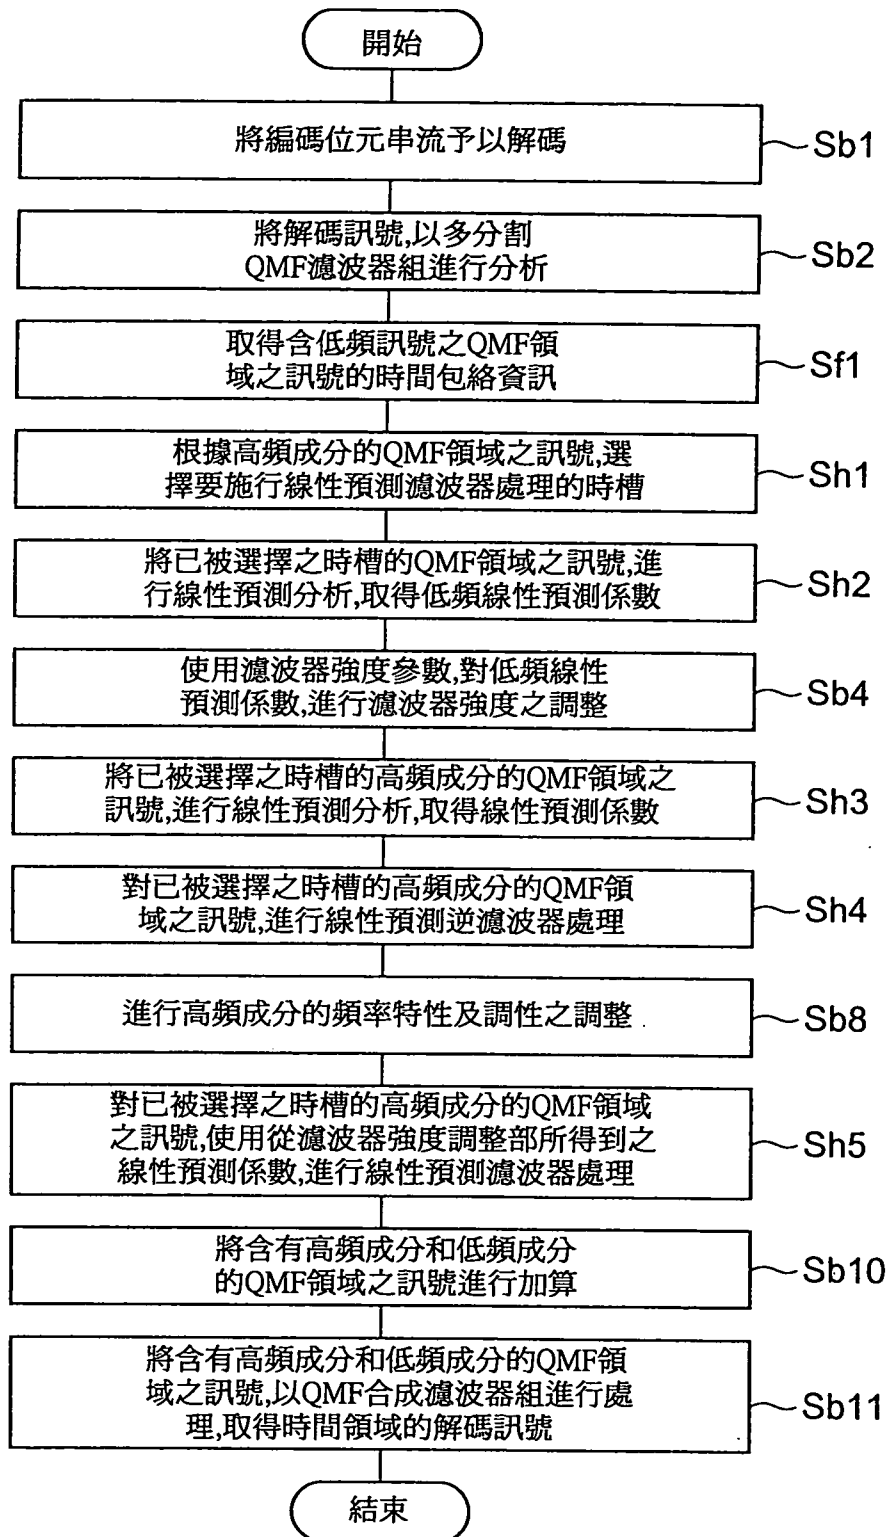 開始
將編碼位元串流予以解碼
Sb1
將解碼訊號,以多分割
QMF濾波器組進行分析
Sb2
取得含低頻訊號之QMF領
域之訊號的時間包絡資訊
Sf1
根據高頻成分的QMF領域之訊號,選
擇要施行線性預測濾波器處理的時槽
Sh1
將已被選擇之時槽的QMF領域之訊號,進
行線性預測分析,取得低頻線性預測係數
Sh2
使用濾波器強度參數,對低頻線性
預測係數,進行濾波器強度之調整
Sb4
將已被選擇之時槽的高頻成分的QMF領域之
訊號,進行線性預測分析,取得線性預測係數
Sh3
對已被選擇之時槽的高頻成分的QMF領
域之訊號,進行線性預測逆濾波器處理
Sh4
進行高頻成分的頻率特性及調性之調整
Sb8
對已被選擇之時槽的高頻成分的QMF領域
之訊號,使用從濾波器強度調整部所得到之
線性預測係數,進行線性預測濾波器處理
Sh5
將含有高頻成分和低頻成分
的QMF領域之訊號進行加算
Sb10
將含有高頻成分和低頻成分的QMF領
域之訊號,以QMF合成濾波器組進行處
理,取得時間領域的解碼訊號
Sb11
結束